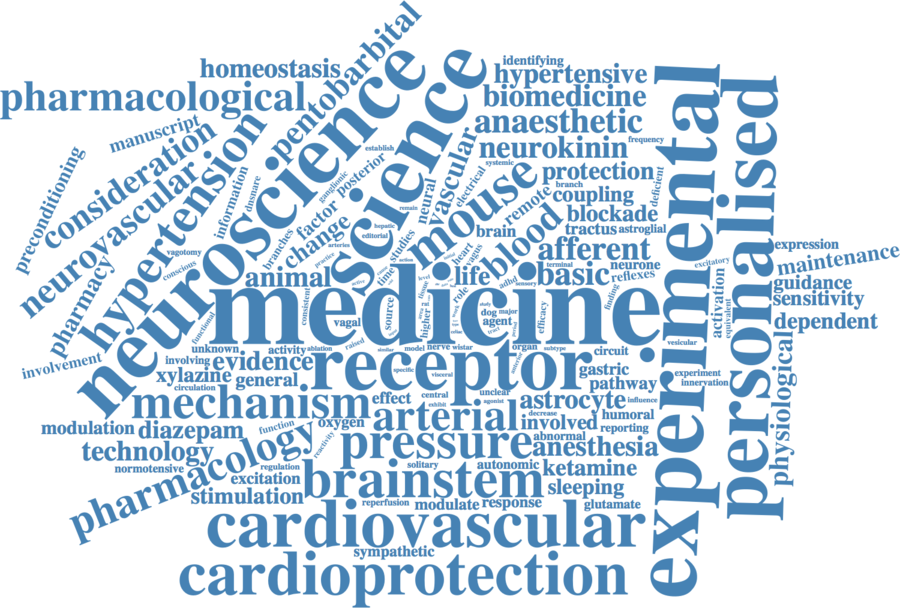 medicine
neuroscience
science
experimental
personalised
receptor
cardiovascular
cardioprotection
mouse
hypertension
mechanism
brainstem
pressure
arterial
pharmacology
pharmacological
pentobarbital
homeostasis
manuscript
consideration
neurovascular
preconditioning
pharmacy
involvement
information
dusnare
vagotomy
conscious
functional
branches
ganglionic
establish
posterior
factor
change
practice
arteries
editorial
hepatic
remain
studies
time
neural
vascular
electrical
systemic
identifying
hypertensive
biomedicine
anaesthetic
neurokinin
frequency
protection
branch
coupling
deficient
remote
brain
blockade
tractus
astroglial
blood
afferent
heart
vagus
life
basic
terminal
sensory
adhd
neurone
reflexes
excitatory
finding
animal
consistent
vagal
source
raised
higher
role
dog
major
agent
study
efficacy
activation
equivalent
vesicular
expression
maintenance
guidance
sensitivity
dependent
physiological
unknown
activity
ablation
involving
evidence
xylazine
general
circulation
model
nerve
wistar
organ
subtype
circuit
specific
visceral
gastric
pathway
experiment
innervation
effect
central
exhibit
unclear
agonist
astrocyte
influence
decrease
humoral
involved
reporting
abnormal
anesthesia
oxygen
function
reactivity
modulation
diazepam
technology
normotensive
regulation
excitation
stimulation
solitary
autonomic
ketamine
sleeping
reperfusion
modulate
response
glutamate
sympathetic